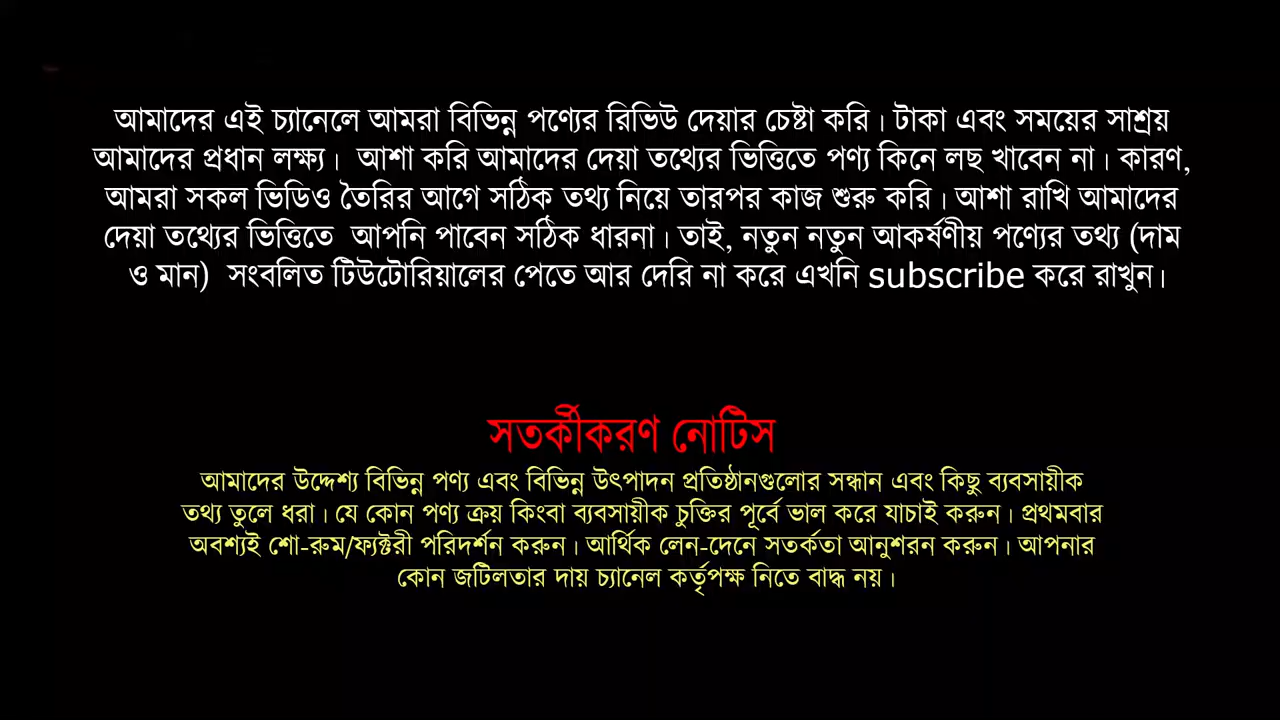 আমাদের এই চ্যানেলে আমরা বিভিন্ন পণ্যের রিভিউ দেয়ার চেষ্টা করি। টাকা এবং সময়ের সাশ্রয়
আমাদের প্রধান লক্ষ্য। আশা করি আমাদের দেয়া তথ্যের ভিত্তিতে পণ্য কিনে লছ খাবেন না। কারণ,
আমরা সকল ভিডিও তৈরির আগে সঠিক তথ্য নিয়ে তারপর কাজ শুরু করি। আশা রাখি আমাদের
দেয়া তথ্যের ভিত্তিতে আপনি পাবেন সঠিক ধারনা। তাই, নতুন নতুন আকর্ষণীয় পণ্যের তথ্য (দাম
ও মান) সংবলিত টিউটোরিয়ালের পেতে আর দেরি না করে এখনি subscribe করে রাখুন।
সতর্কীকরণ নোটিস
আমাদের উদ্দেশ্য বিভিন্ন পণ্য এবং বিভিন্ন উৎপাদন প্রতিষ্ঠানগুলোর সন্ধান এবং কিছু ব্যবসায়ীক
তথ্য তুলে ধরা। যে কোন পণ্য ক্রয় কিংবা ব্যবসায়ীক চুক্তির পূর্বে ভাল করে যাচাই করুন। প্রথমবার
অবশ্যই শো-রুম/ফ্যক্টরী পরিদর্শন করুন। আর্থিক লেন-দেনে সতর্কতা আনুশরন করুন। আপনার
কোন জটিলতার দায় চ্যানেল কর্তৃপক্ষ নিতে বাদ্ধ নয়।